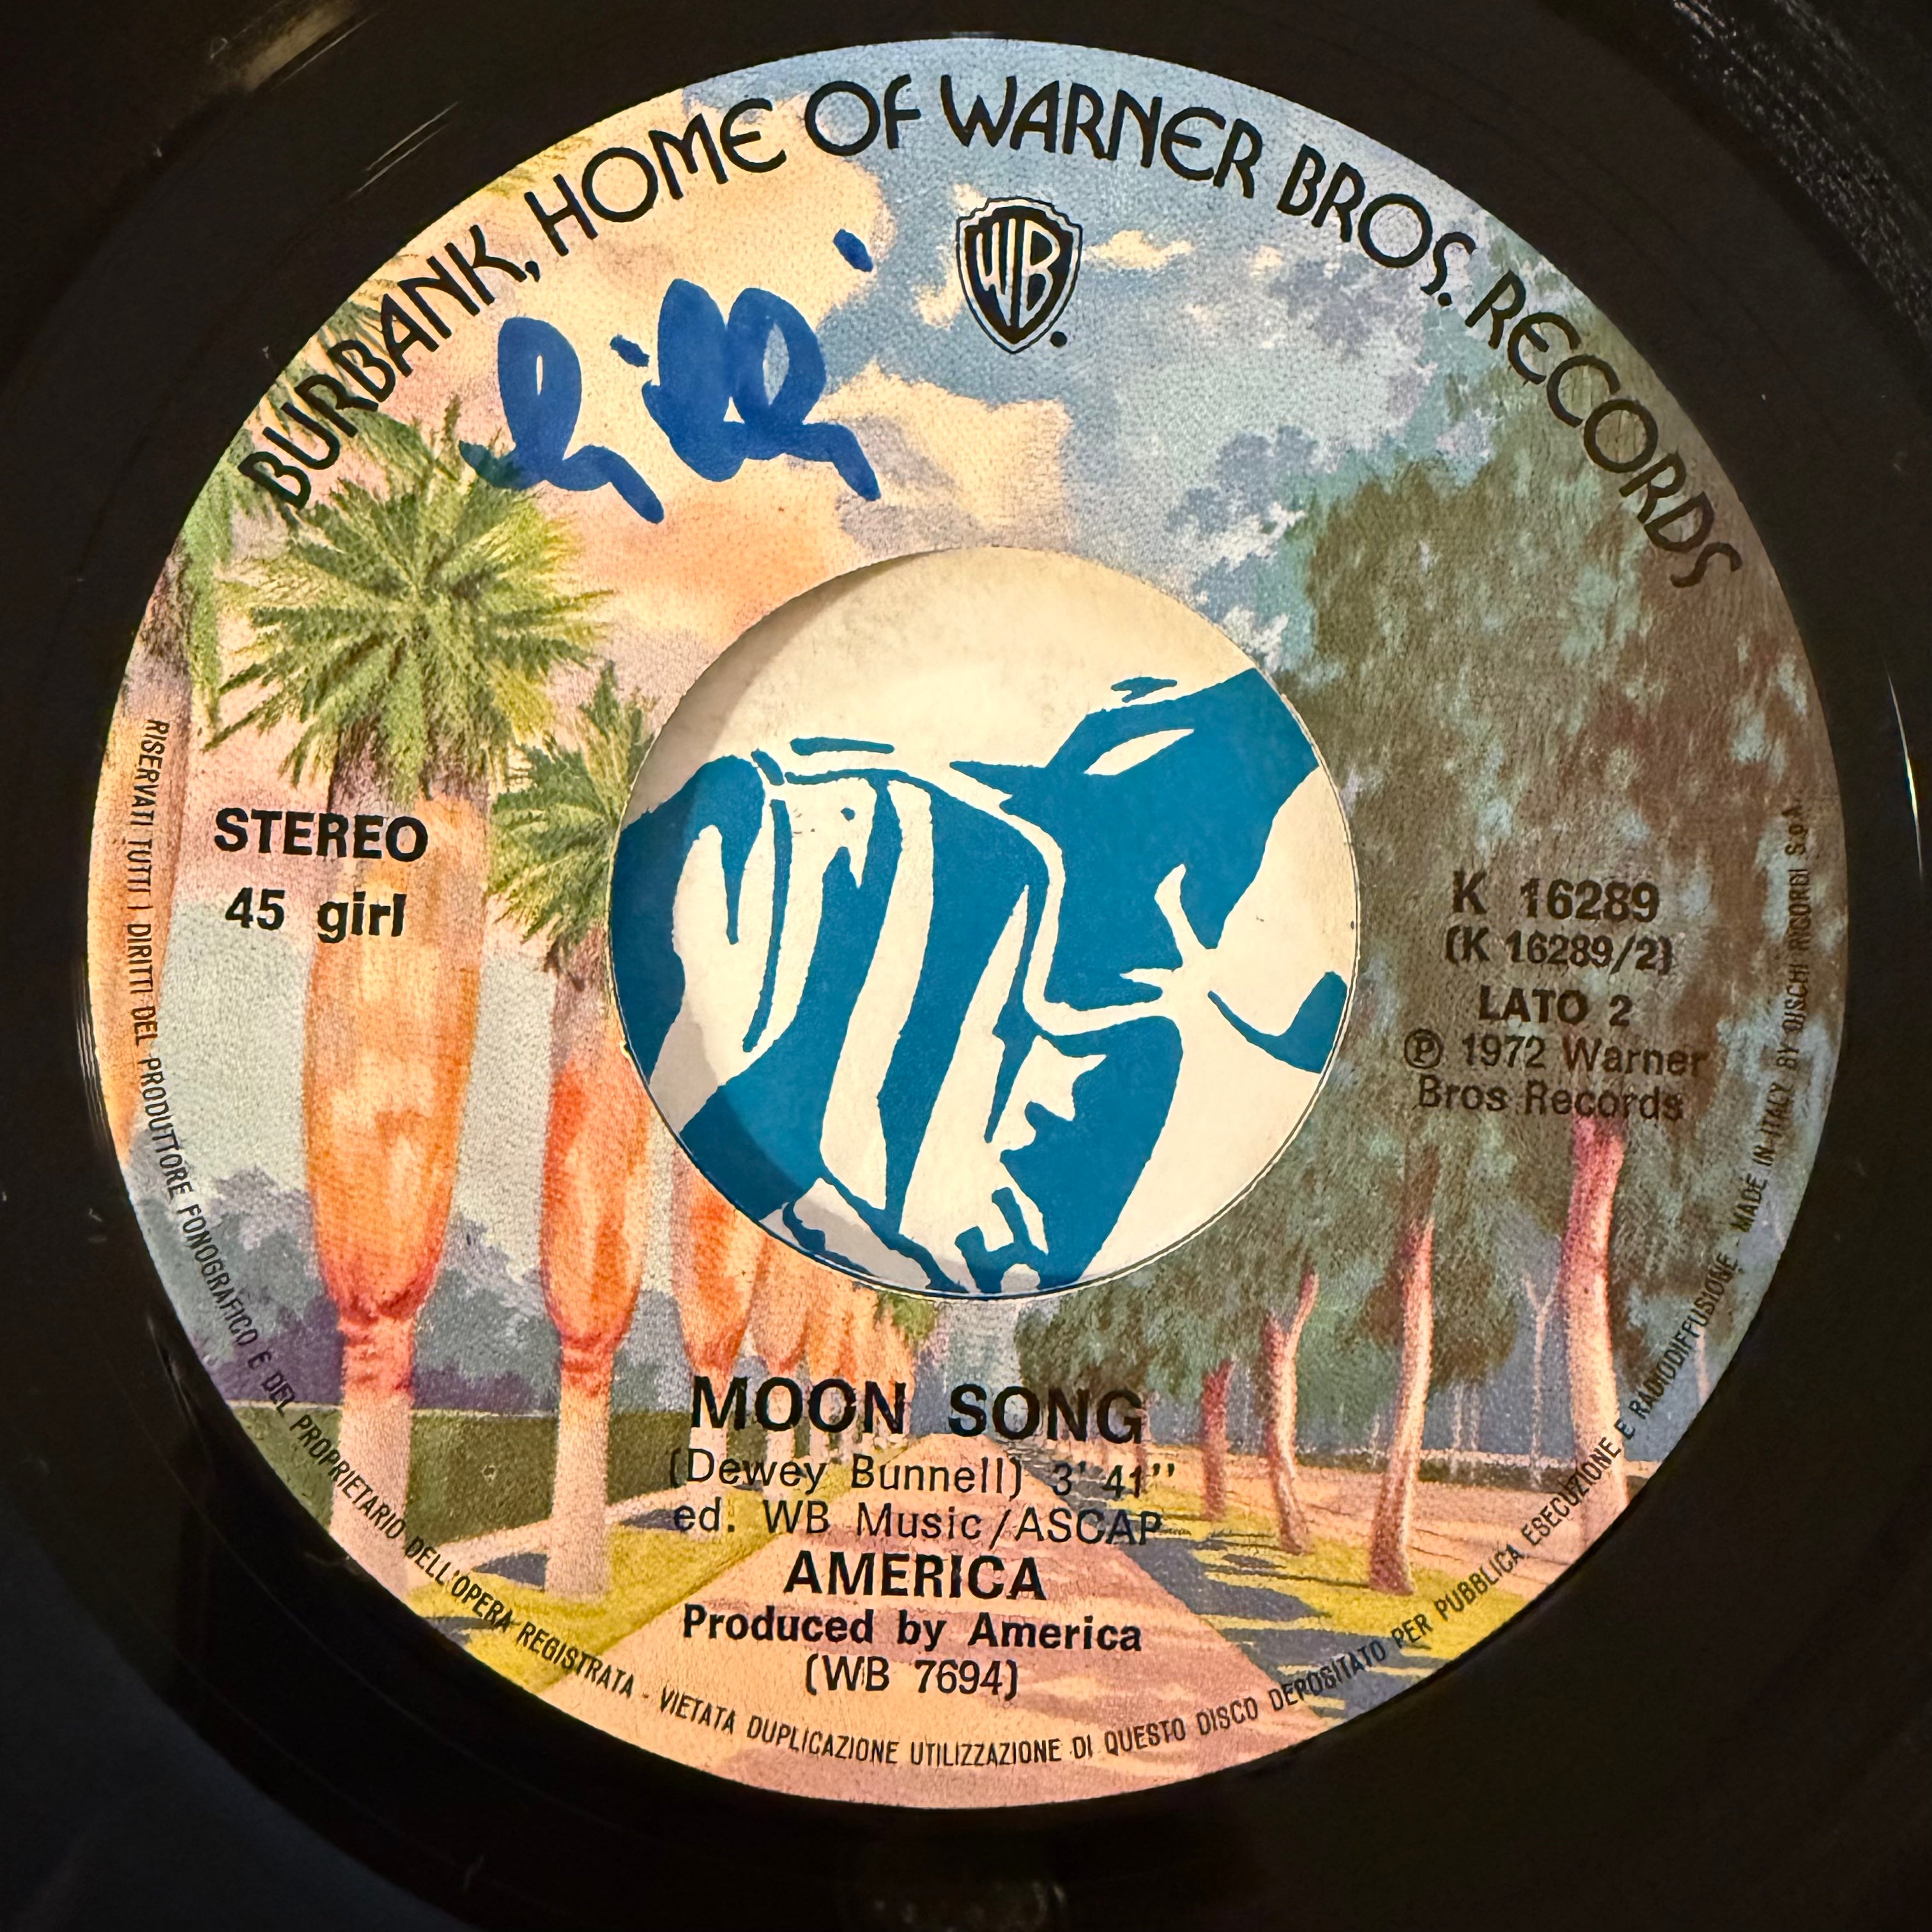 BURBANK, HOME OF WARNER BROS. RECORDS
WB
Lilli
STEREO
45 girl
K 16289
(K 16289/2)
LATO 2
Ⓟ 1972 Warner
Bros Records
MOON SONG
(Dewey Bunnell) 3' 41''
ed. WB Music/ASCAP
AMERICA
Produced by America
(WB 7694)
RISERVATI TUTTI I DIRITTI DEL PRODUTTORE FONOGRAFICO E DEL PROPRIETARIO DELL'OPERA REGISTRATA - VIETATA DUPLICAZIONE UTILIZZAZIONE DI QUESTO DISCO DEPOSITATO PER PUBBLICA ESECUZIONE E RADIODIFFUSIONE - MADE IN ITALY BY DISCHI RICORDI S.p.A.